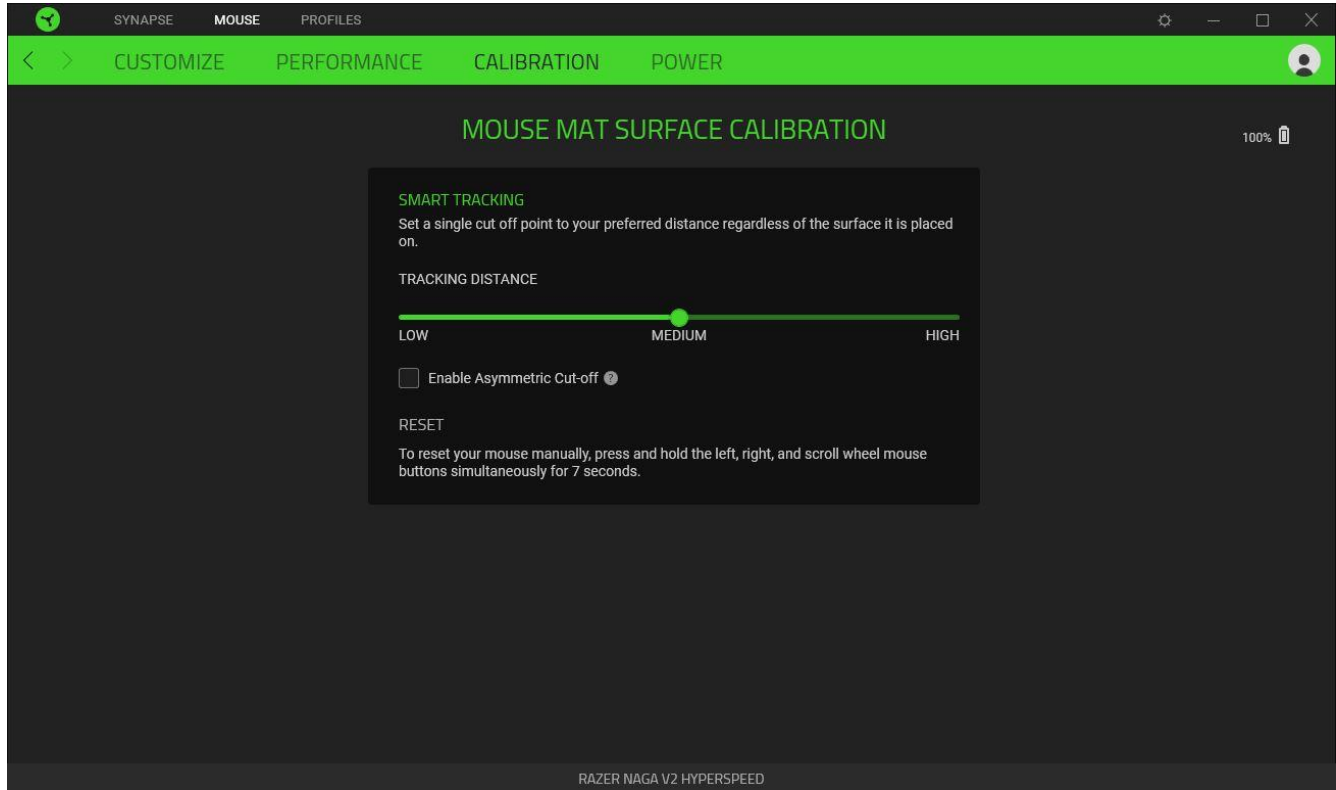 SYNAPSE MOUSE PROFILES
CUSTOMIZE PERFORMANCE CALIBRATION POWER
MOUSE MAT SURFACE CALIBRATION
100%
SMART TRACKING
Set a single cut off point to your preferred distance regardless of the surface it is placed
on.
TRACKING DISTANCE
LOW MEDIUM HIGH
Enable Asymmetric Cut-off ?
RESET
To reset your mouse manually, press and hold the left, right, and scroll wheel mouse
buttons simultaneously for 7 seconds.
RAZER NAGA V2 HYPERSPEED